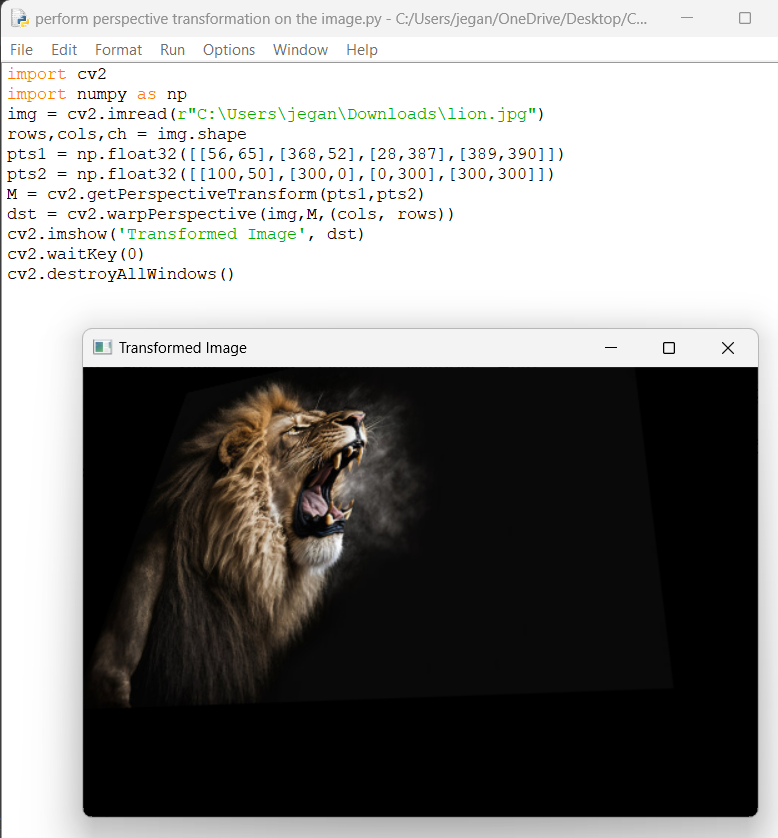 perform perspective transformation on the image.py - C:/Users/jegan/OneDrive/Desktop/C...
File Edit Format Run Options Window Help
import cv2
import numpy as np
img = cv2.imread(r"C:\Users\jegan\Downloads\lion.jpg")
rows,cols,ch = img.shape
pts1 = np.float32([[56,65],[368,52],[28,387],[389,390]])
pts2 = np.float32([[100,50],[300,0],[0,300],[300,300]])
M = cv2.getPerspectiveTransform(pts1,pts2)
dst = cv2.warpPerspective(img,M,(cols, rows))
cv2.imshow('Transformed Image', dst)
cv2.waitKey(0)
cv2.destroyAllWindows()
Transformed Image